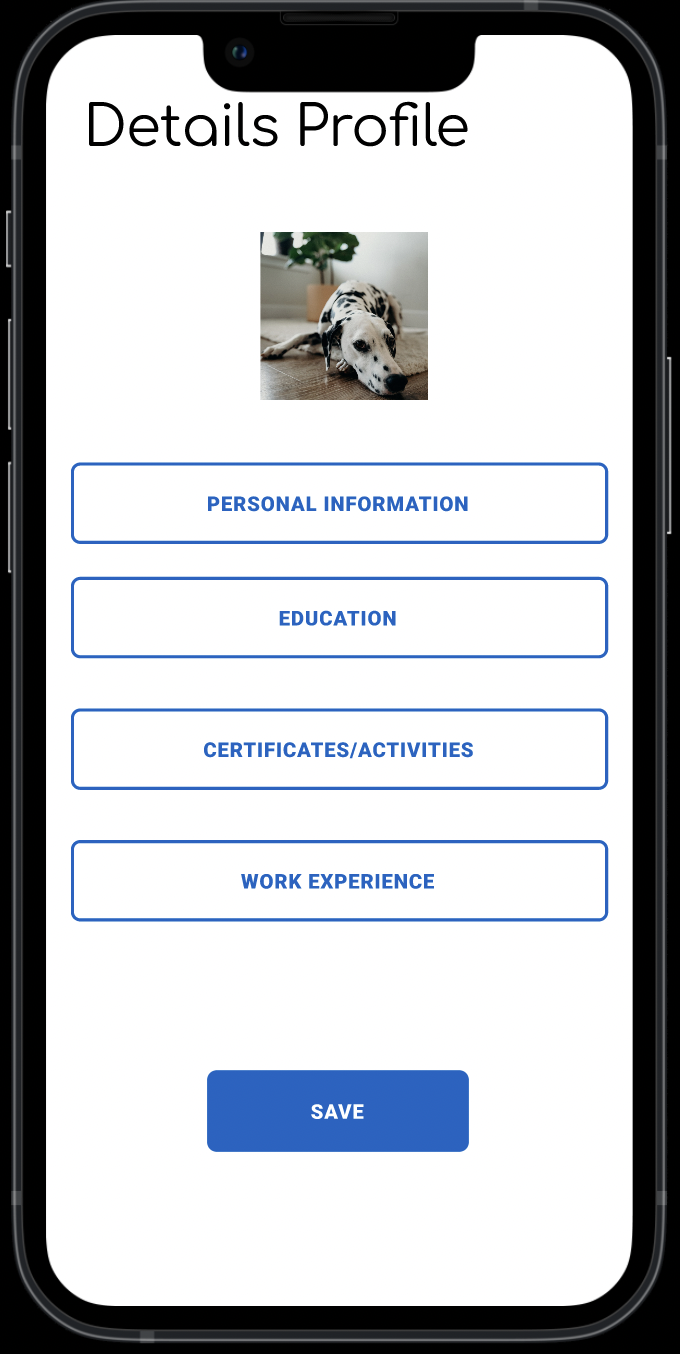 Details Profile
PERSONAL INFORMATION
EDUCATION
CERTIFICATES/ACTIVITIES
WORK EXPERIENCE
SAVE